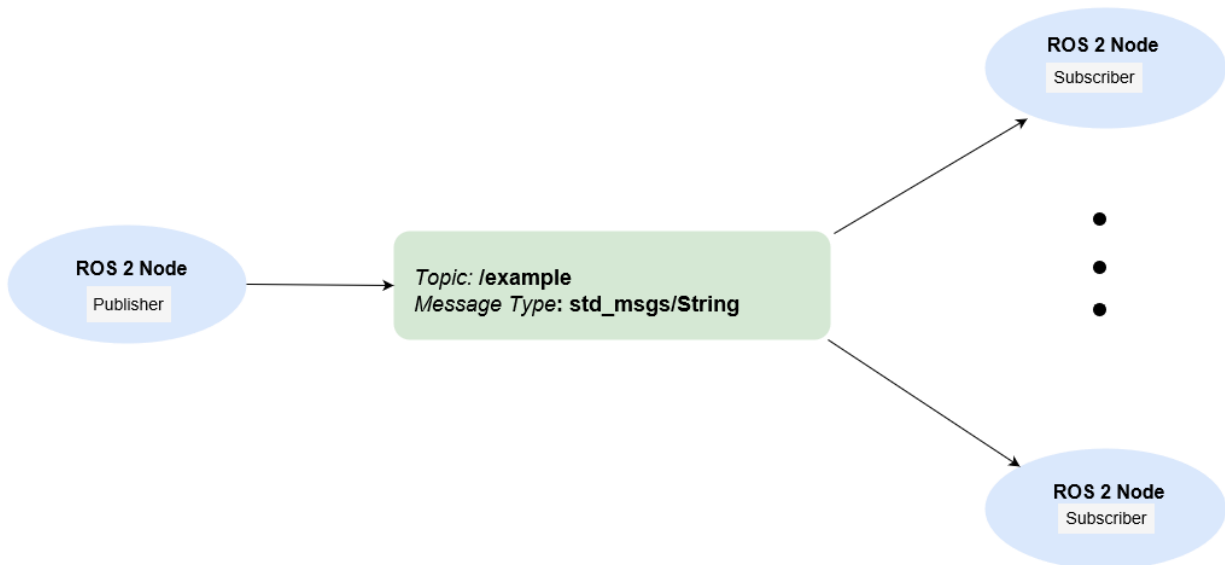 ROS 2 Node
Subscriber
ROS 2 Node
Publisher
Topic: /example
Message Type: std_msgs/String
ROS 2 Node
Subscriber